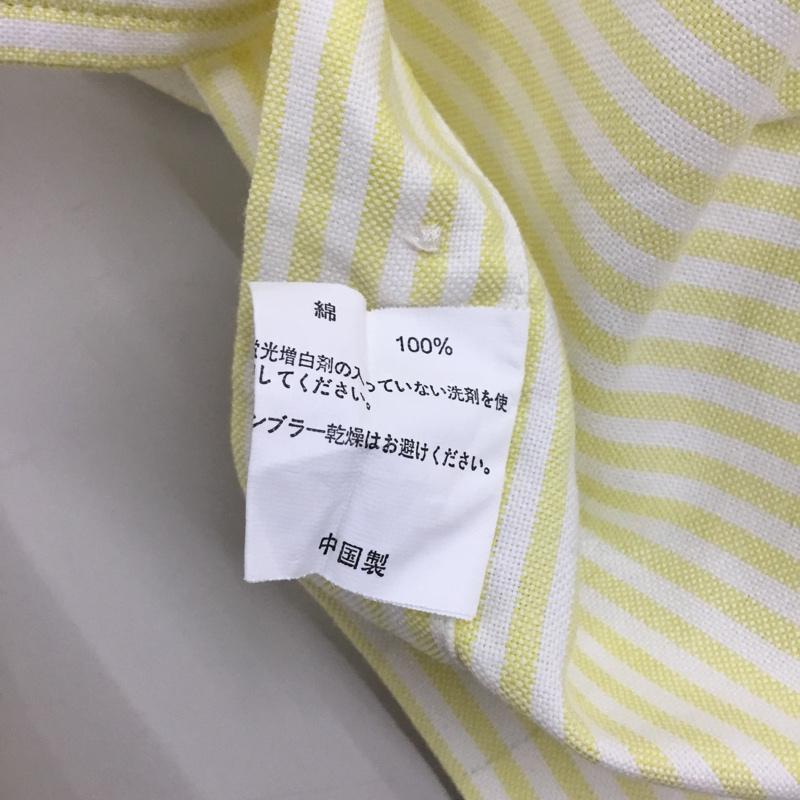 綿 100%
蛍光増白剤の入っていない洗剤を使
してください。
ンブラー乾燥はお避けください。
中国製